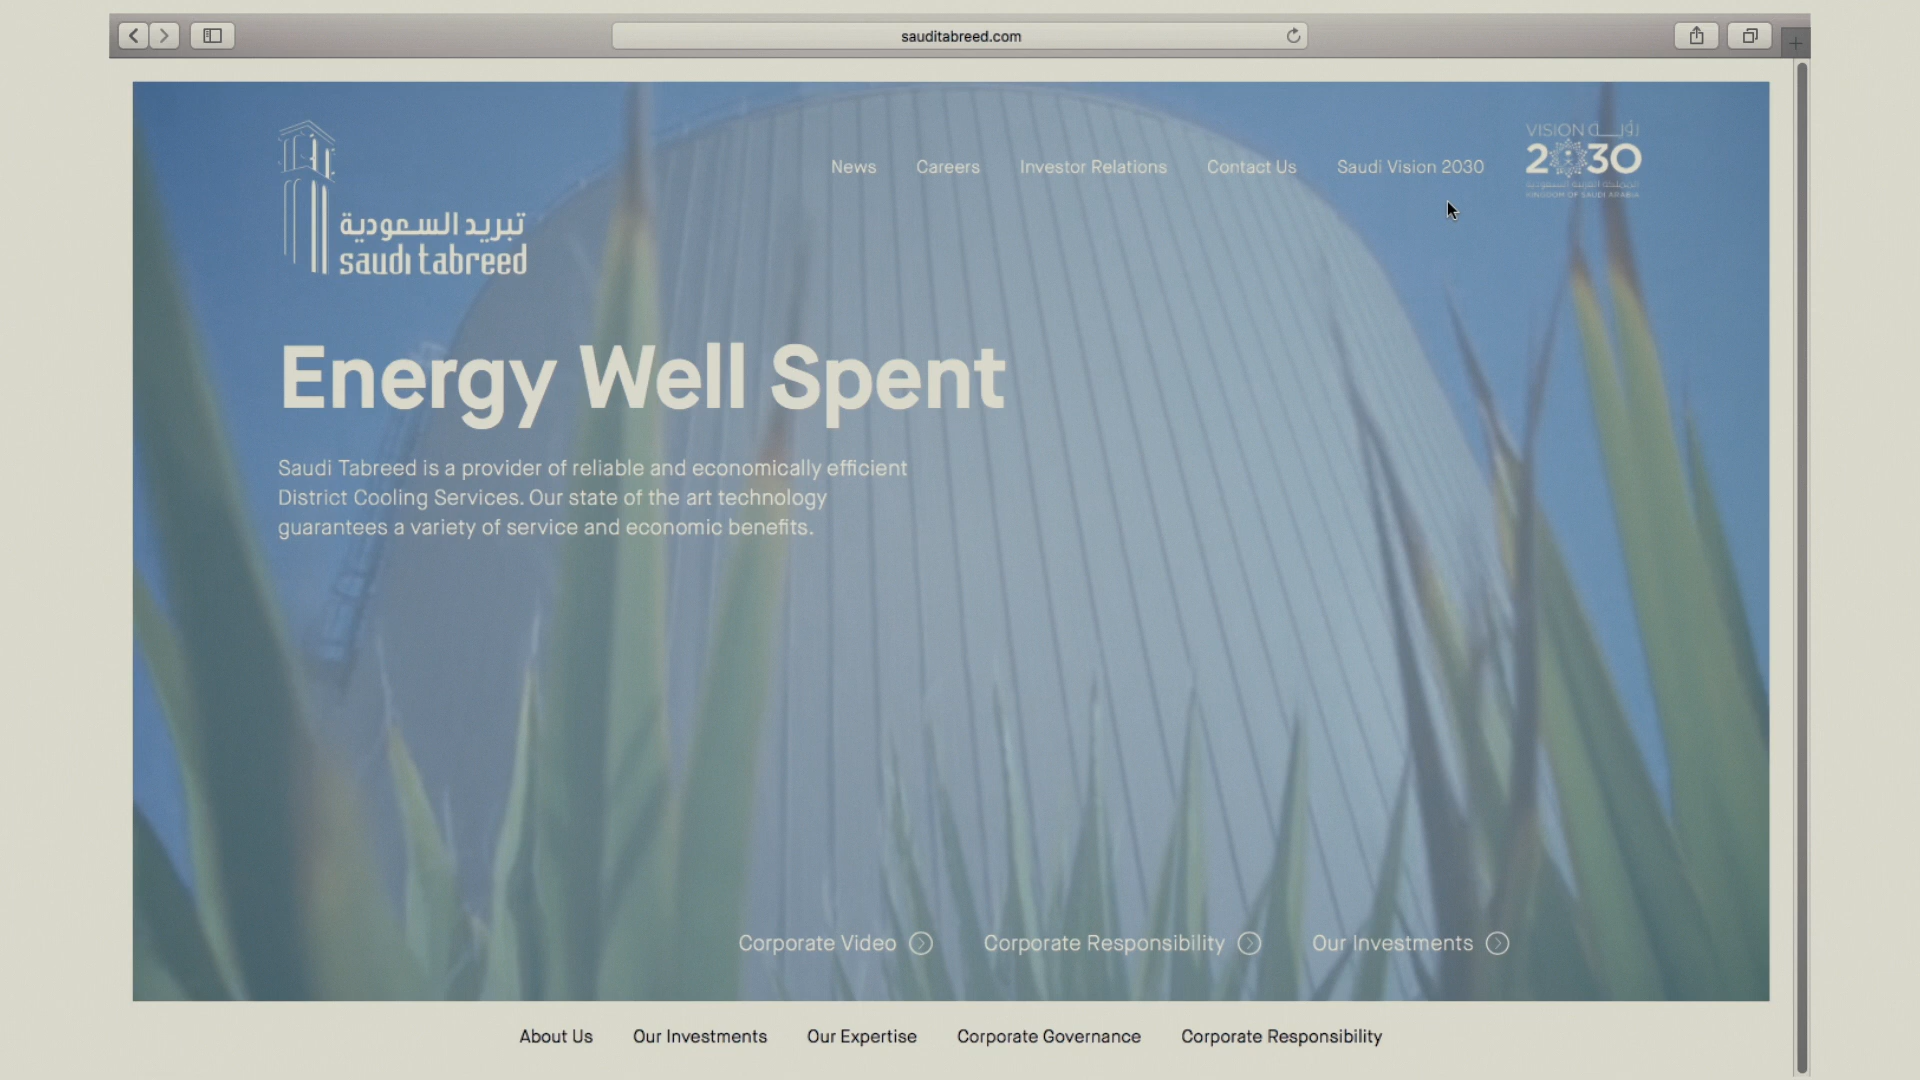 sauditabreed.com
News Careers Investor Relations Contact Us Saudi Vision 2030
VISION رؤيـــة
2030
المملكة العربية السعودية
KINGDOM OF SAUDI ARABIA
تبريد السعودية
saudi tabreed
Energy Well Spent
Saudi Tabreed is a provider of reliable and economically efficient
District Cooling Services. Our state of the art technology
guarantees a variety of service and economic benefits.
Corporate Video Corporate Responsibility Our Investments
About Us Our Investments Our Expertise Corporate Governance Corporate Responsibility